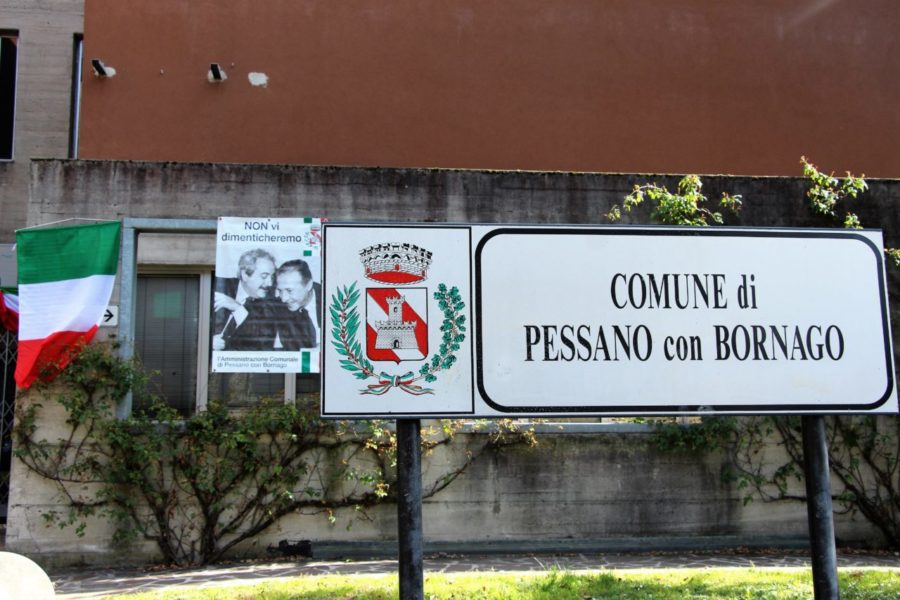 NON vi
dimenticheremo
l'Amministrazione Comunale
di Pessano con Bornago
COMUNE di
PESSANO con BORNAGO